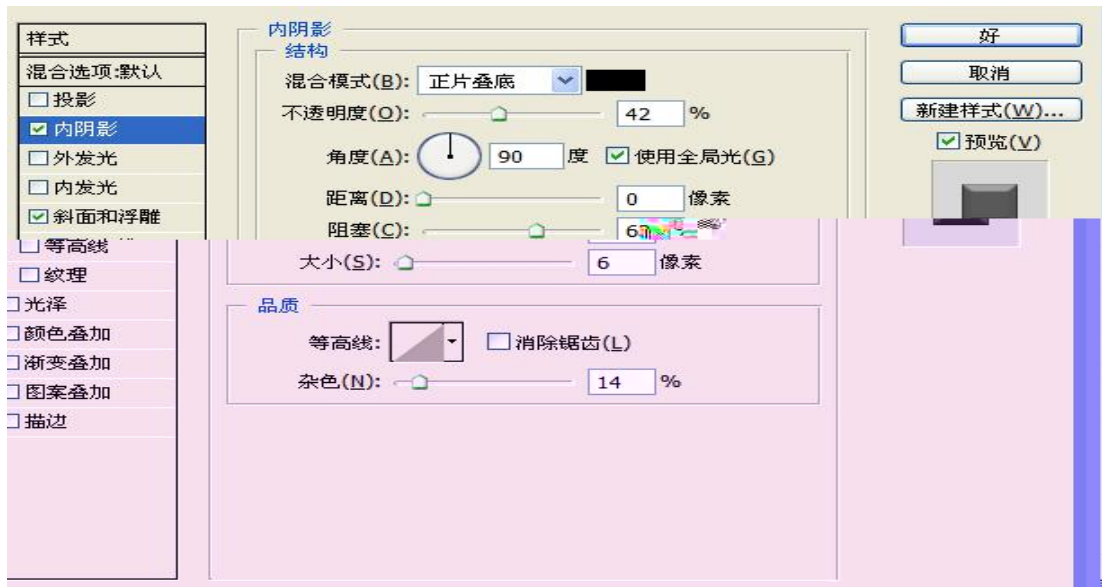 样式
混合选项:默认
投影
内阴影
外发光
内发光
斜面和浮雕
等高线
纹理
光泽
颜色叠加
渐变叠加
图案叠加
描边
内阴影
结构
混合模式(B): 正片叠底
不透明度(O): 42 %
角度(A): 90 度 使用全局光(G)
距离(D): 0 像素
阻塞(C):
大小(S): 6 像素
品质
等高线: 消除锯齿(L)
杂色(N): 14 %
好
取消
新建样式(W)...
预览(V)